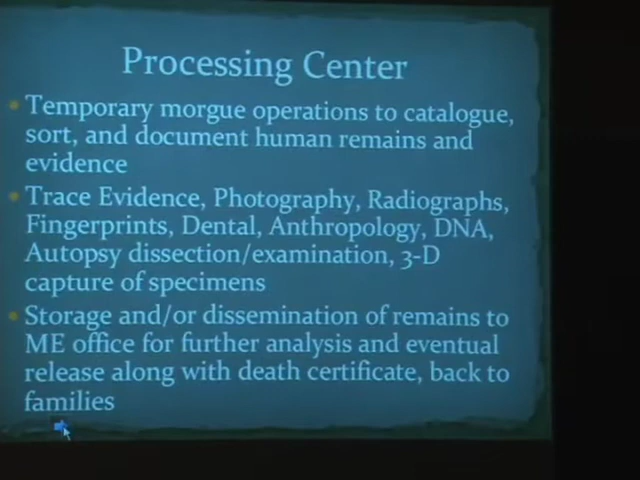 Processing Center
Temporary morgue operations to catalogue,
sort, and document human remains and
evidence
Trace Evidence, Photography, Radiographs,
Fingerprints, Dental, Anthropology, DNA,
Autopsy dissection/examination, 3-D
capture of specimens
Storage and/or dissemination of remains to
ME office for further analysis and eventual
release along with death certificate, back to
families